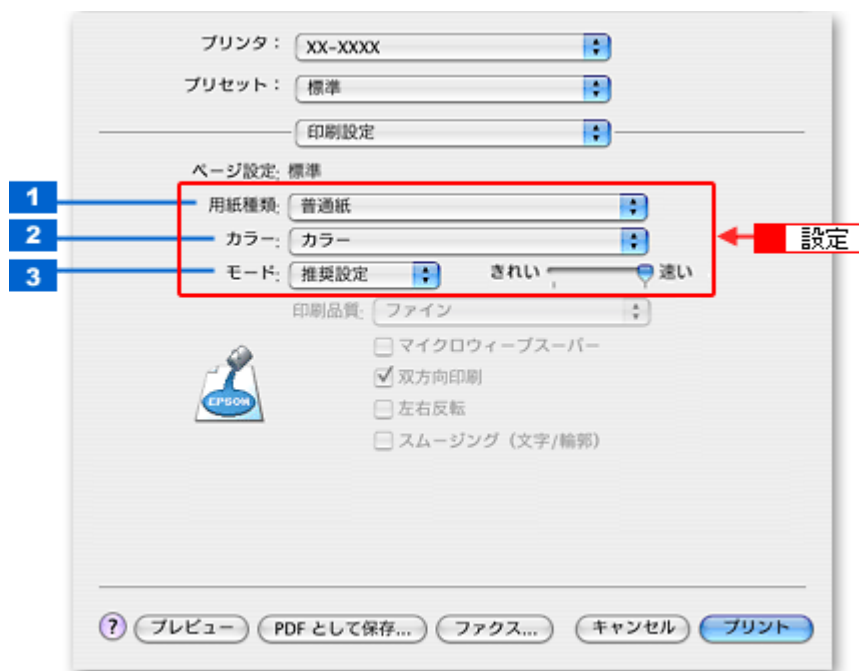 プリンタ： XX-XXXX
プリセット： 標準
印刷設定
ページ設定: 標準
1 用紙種類: 普通紙
2 カラー: カラー
設定
3 モード: 推奨設定 きれい 速い
印刷品質: ファイン
マイクロウィーブスーパー
双方向印刷
EPSON
左右反転
スムージング（文字/輪郭）
? プレビュー PDF として保存... ファクス... キャンセル プリント